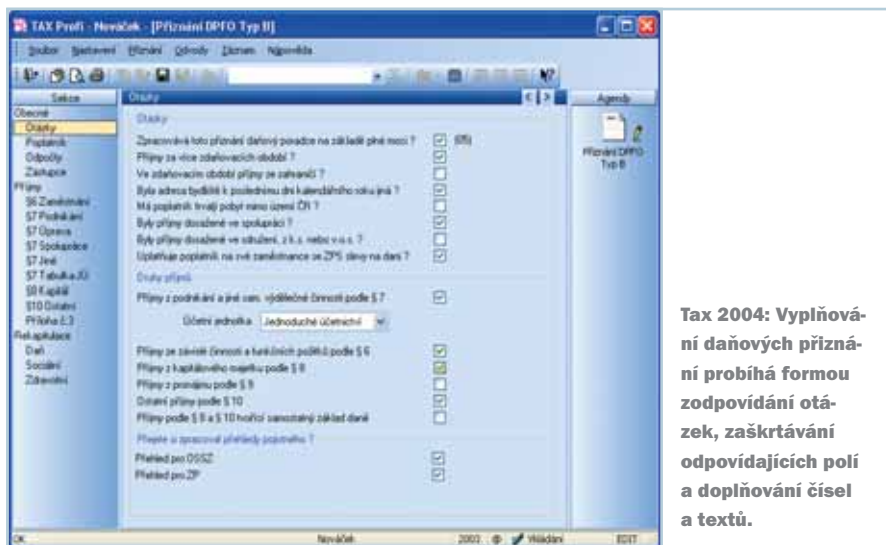 TAX Profi - Nováček - [Přiznání DPFO Typ B]
Soubor Nastavení Přiznání Odvody Záznam Nápověda
Sekce
Otázky
Agendy
Obecné
Otázky
Poplatník
Odpočty
Zástupce
Příjmy
§6 Zaměstnání
§7 Podnikání
§7 Úprava
§7 Spolupráce
§7 Jiné
§7 Tabulka JÚ
§8 Kapitál
§10 Ostatní
Příloha č.3
Rekapitulace
Daň
Sociální
Zdravotní
Otázky
Zpracovává toto přiznání daňový poradce na základě plné moci ?
Příjmy za více zdaňovacích období ?
Ve zdaňovacím období příjmy ze zahraničí ?
Byla adresa bydliště k poslednímu dni kalendářního roku jiná ?
Má poplatník trvalý pobyt mimo území ČR ?
Byly příjmy dosažené ve spolupráci ?
Byly příjmy dosažené ve sdružení, z k.s. nebo v.o.s. ?
Uplatňuje poplatník na své zaměstnance se ZPS slevy na dani ?
Druhy příjmů
Příjmy z podnikání a jiné sam. výdělečné činnosti podle § 7
Účetní jednotka Jednoduché účetnictví
Příjmy ze závislé činnosti a funkčních požitků podle § 6
Příjmy z kapitálového majetku podle § 8
Příjmy z pronájmu podle § 9
Ostatní příjmy podle § 10
Příjmy podle § 8 a § 10 tvořící samostatný základ daně
Přejete si zpracovat přehledy pojistného ?
Přehled pro OSSZ
Přehled pro ZP
Přiznání DPFO
Typ B
OK Nováček 2003 Vkládání EDIT
Tax 2004: Vyplňová-
ní daňových přizná-
ní probíhá formou
zodpovídání otá-
zek, zaškrtávání
odpovídajících polí
a doplňování čísel
a textů.